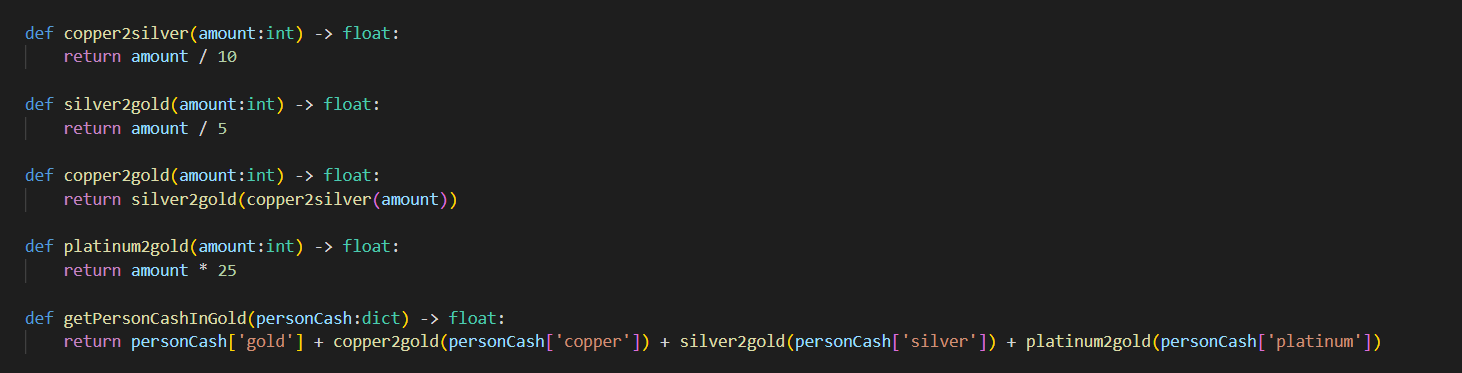 def copper2silver(amount:int) -> float:
    return amount / 10
def silver2gold(amount:int) -> float:
    return amount / 5
def copper2gold(amount:int) -> float:
    return silver2gold(copper2silver(amount))
def platinum2gold(amount:int) -> float:
    return amount * 25
def getPersonCashInGold(personCash:dict) -> float:
    return personCash['gold'] + copper2gold(personCash['copper']) + silver2gold(personCash['silver']) + platinum2gold(personCash['platinum'])